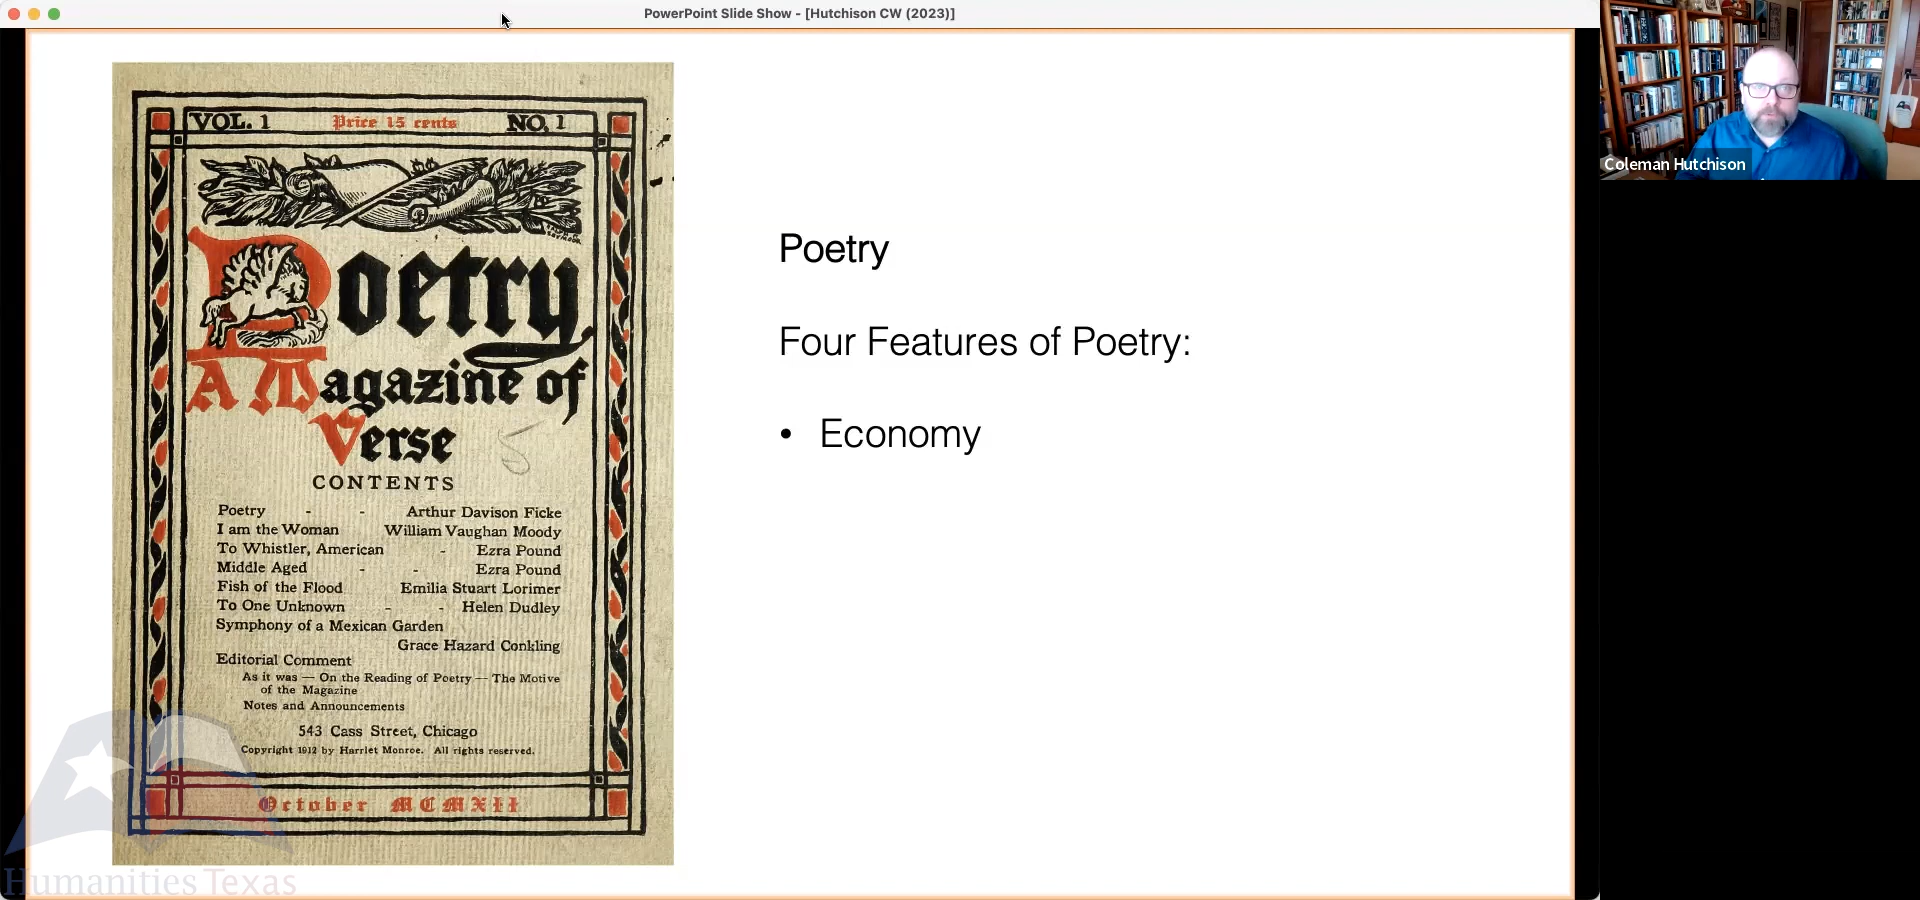 PowerPoint Slide Show - [Hutchison CW (2023)]
VOL. 1 Price 15 cents NO. 1
Poetry
A Magazine of
Verse
CONTENTS
Poetry - - Arthur Davison Ficke
I am the Woman William Vaughan Moody
To Whistler, American - Ezra Pound
Middle Aged - - Ezra Pound
Fish of the Flood Emilia Stuart Lorimer
To One Unknown - - Helen Dudley
Symphony of a Mexican Garden
Grace Hazard Conkling
Editorial Comment
As it was — On the Reading of Poetry — The Motive
of the Magazine
Notes and Announcements
543 Cass Street, Chicago
Copyright 1912 by Harriet Monroe. All rights reserved.
October MCMXII
Poetry
Four Features of Poetry:
• Economy
Coleman Hutchison
Humanities Texas